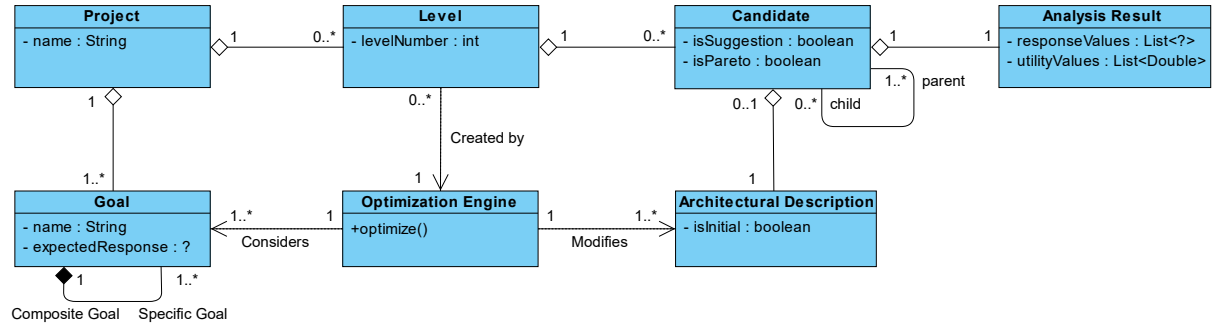 Project
- name : String
1
0..*
Level
- levelNumber : int
1
0..*
Candidate
- isSuggestion : boolean
- isPareto : boolean
1
1
Analysis Result
- responseValues : List<?>
- utilityValues : List<Double>
1..*
parent
0..*
child
1
1..*
0..*
Created by
1
0..1
1
Goal
- name : String
- expectedResponse : ?
1..*
1
Considers
Optimization Engine
+optimize()
1
1..*
Modifies
Architectural Description
- isInitial : boolean
1
1..*
Composite Goal
Specific Goal